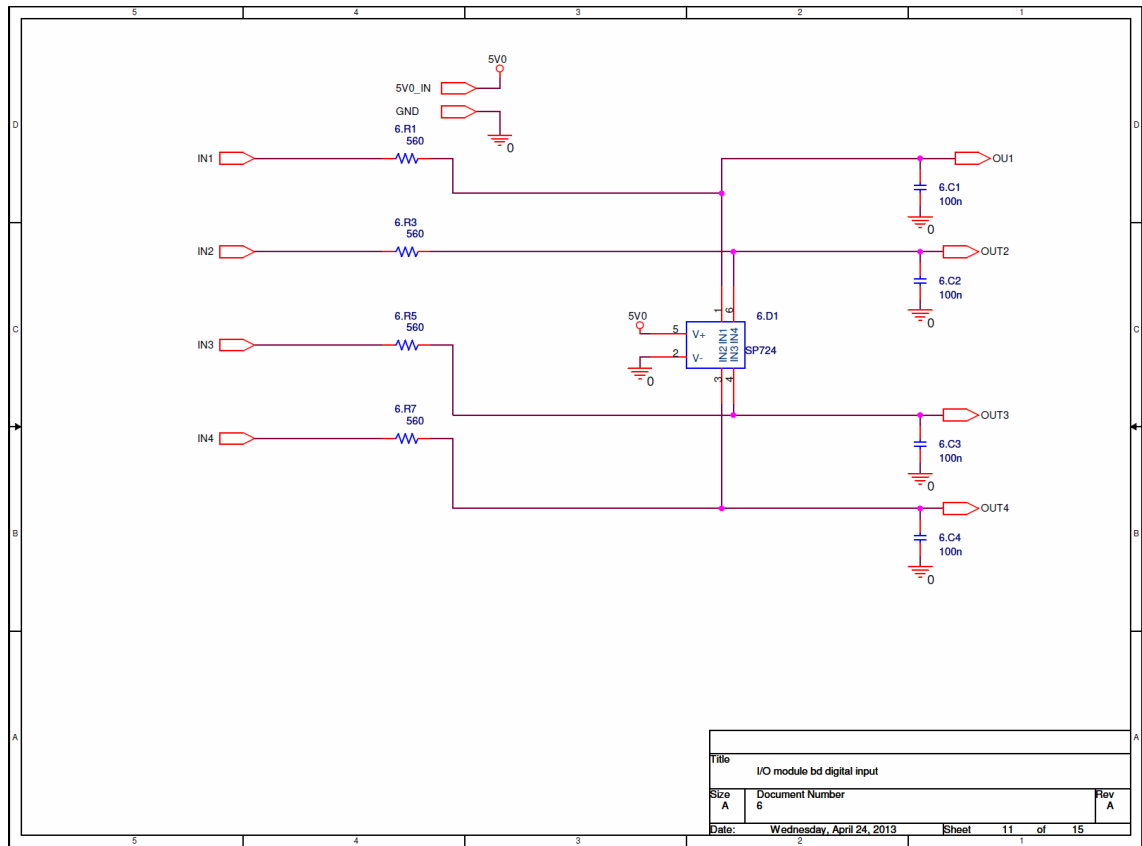 5 4 3 2 1
5V0
5V0_IN
GND
0
D D
6.R1
560
IN1
OU1
6.C1
100n
0
6.R3
560
IN2
OUT2
6.C2
100n
0
6.R5
560
IN3
5V0
5 V+
2 V-
0
1 6
IN2 IN1
IN3 IN4
3 4
6.D1
SP724
C C
6.R7
560
IN4
OUT3
6.C3
100n
0
OUT4
6.C4
100n
0
B B
A A
Title
I/O module bd digital input
Size Document Number Rev
A 6 A
Date: Wednesday, April 24, 2013 Sheet 11 of 15
5 4 3 2 1